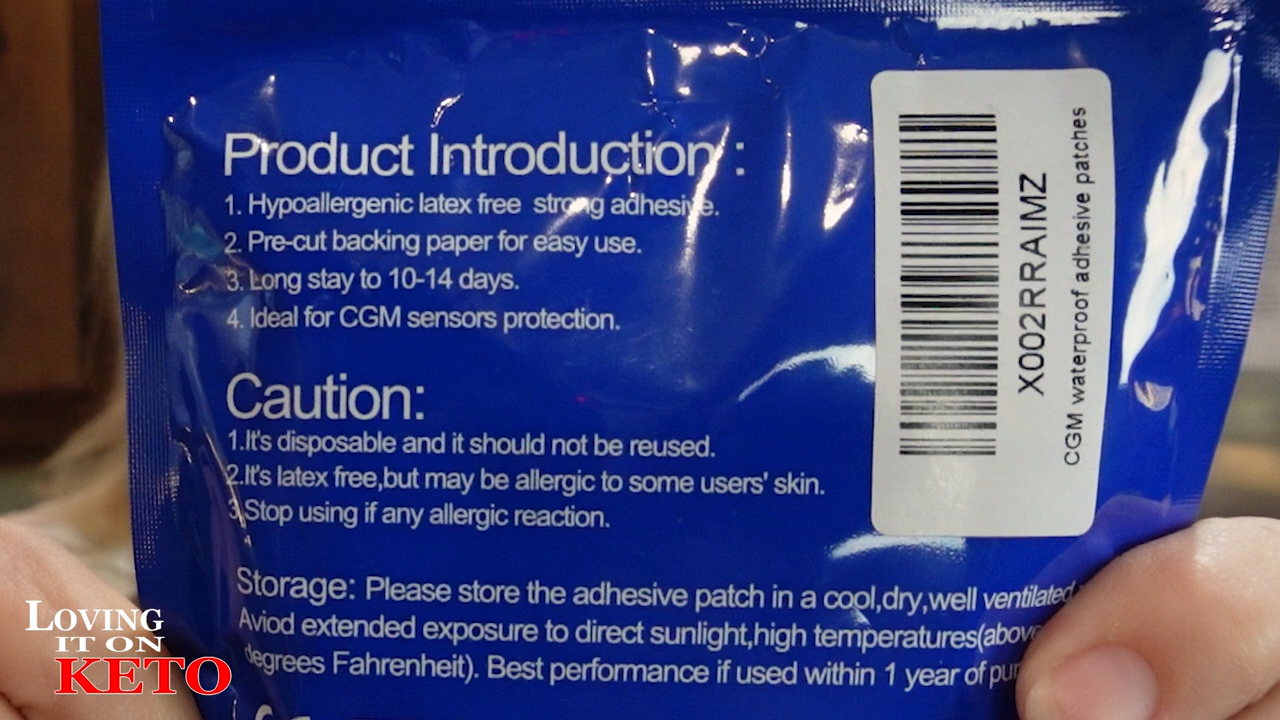 Product Introduction :
1. Hypoallergenic latex free strong adhesive.
2. Pre-cut backing paper for easy use.
3. Long stay to 10-14 days.
4. Ideal for CGM sensors protection.
Caution:
1.It's disposable and it should not be reused.
2.It's latex free,but may be allergic to some users' skin.
3.Stop using if any allergic reaction.
Storage: Please store the adhesive patch in a cool,dry,well ventilated
Aviod extended exposure to direct sunlight,high temperatures(above
degrees Fahrenheit). Best performance if used within 1 year of
X002RRAIMZ
CGM waterproof adhesive patches
LOVING
IT ON
KETO